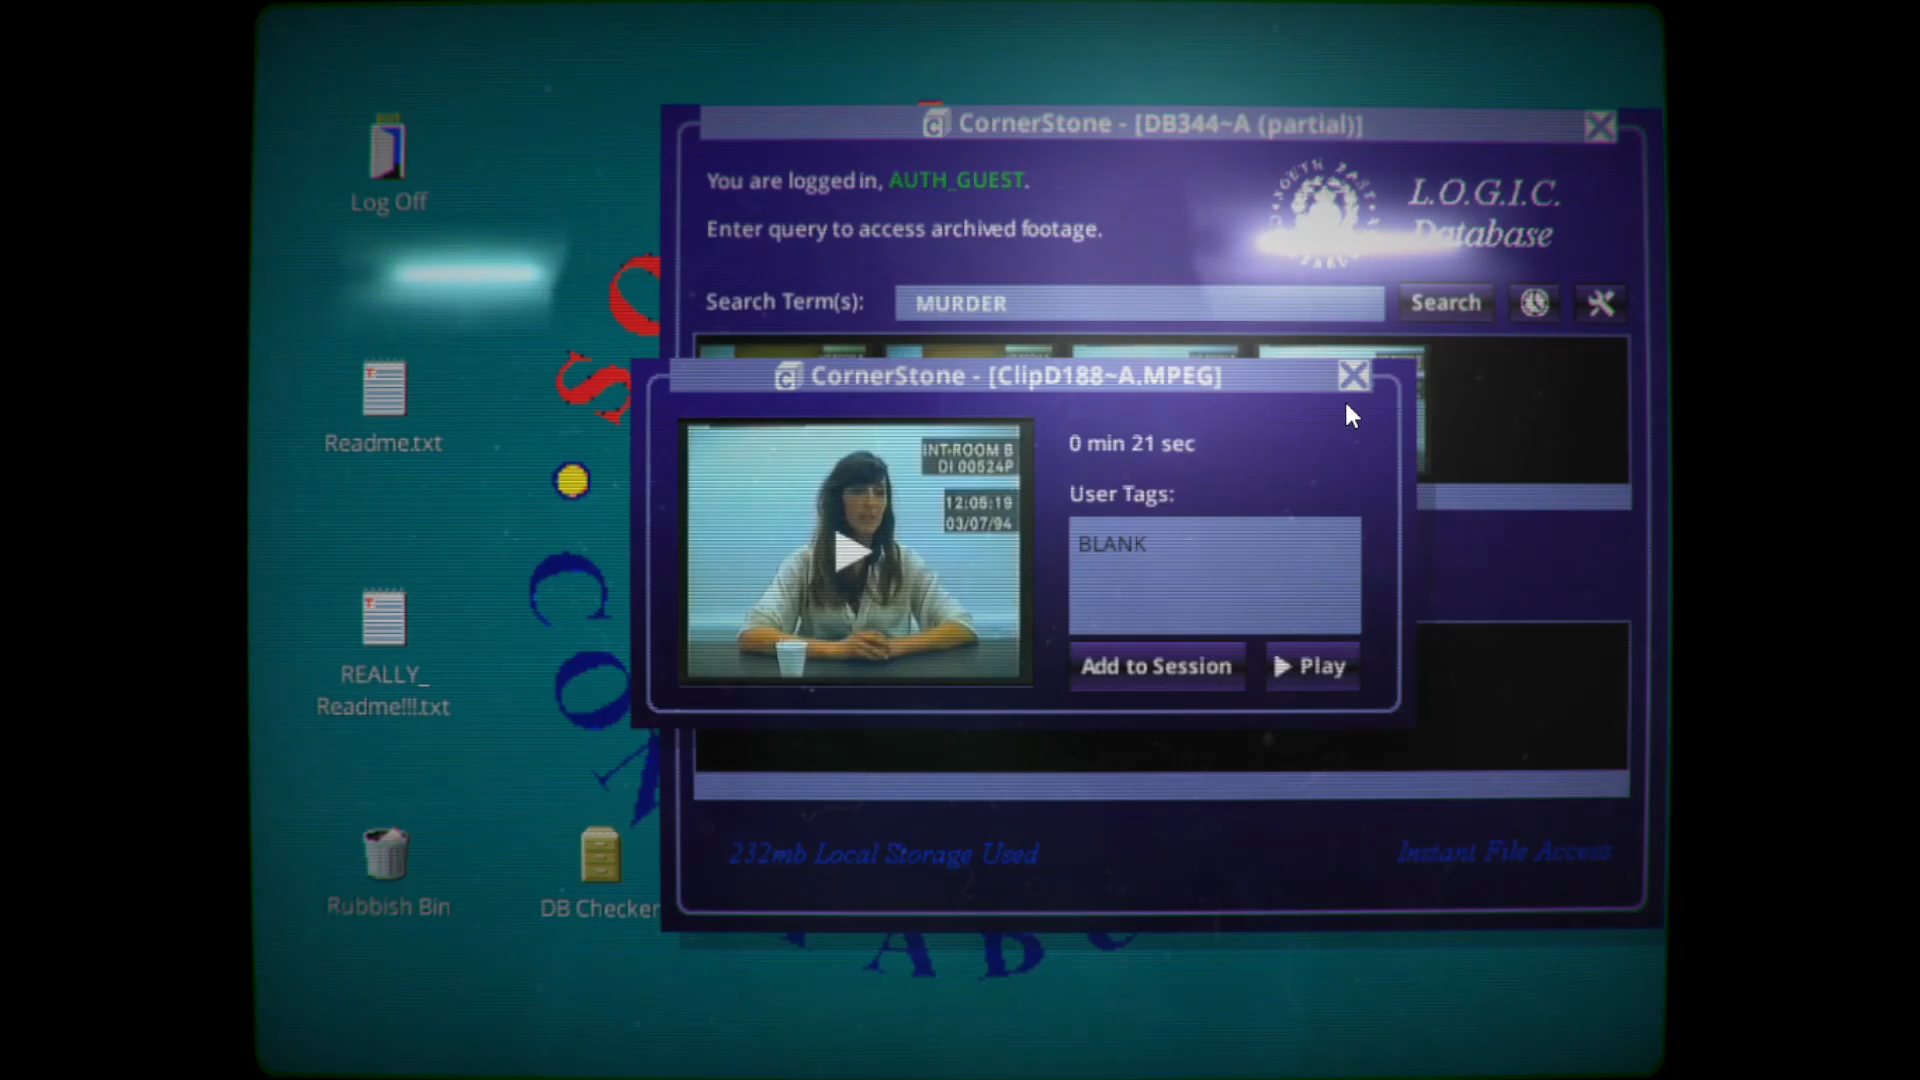 CornerStone - [DB344~A (partial)]
You are logged in, AUTH_GUEST.
Enter query to access archived footage.
SOUTH EAST
L.O.G.I.C.
Database
Search Term(s):
MURDER
Search
CornerStone - [ClipD188~A.MPEG]
INT-ROOM B
DI 00524P
12:05:19
03/07/94
0 min 21 sec
User Tags:
BLANK
Add to Session
Play
232mb Local Storage Used
Instant File Access
Log Off
Readme.txt
REALLY_
Readme!!!.txt
Rubbish Bin
DB Checker